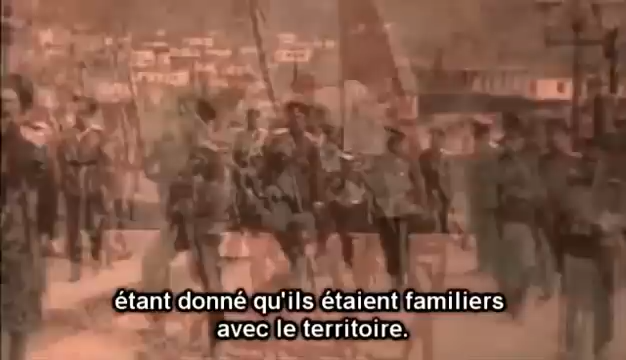 étant donné qu'ils étaient familiers
avec le territoire.